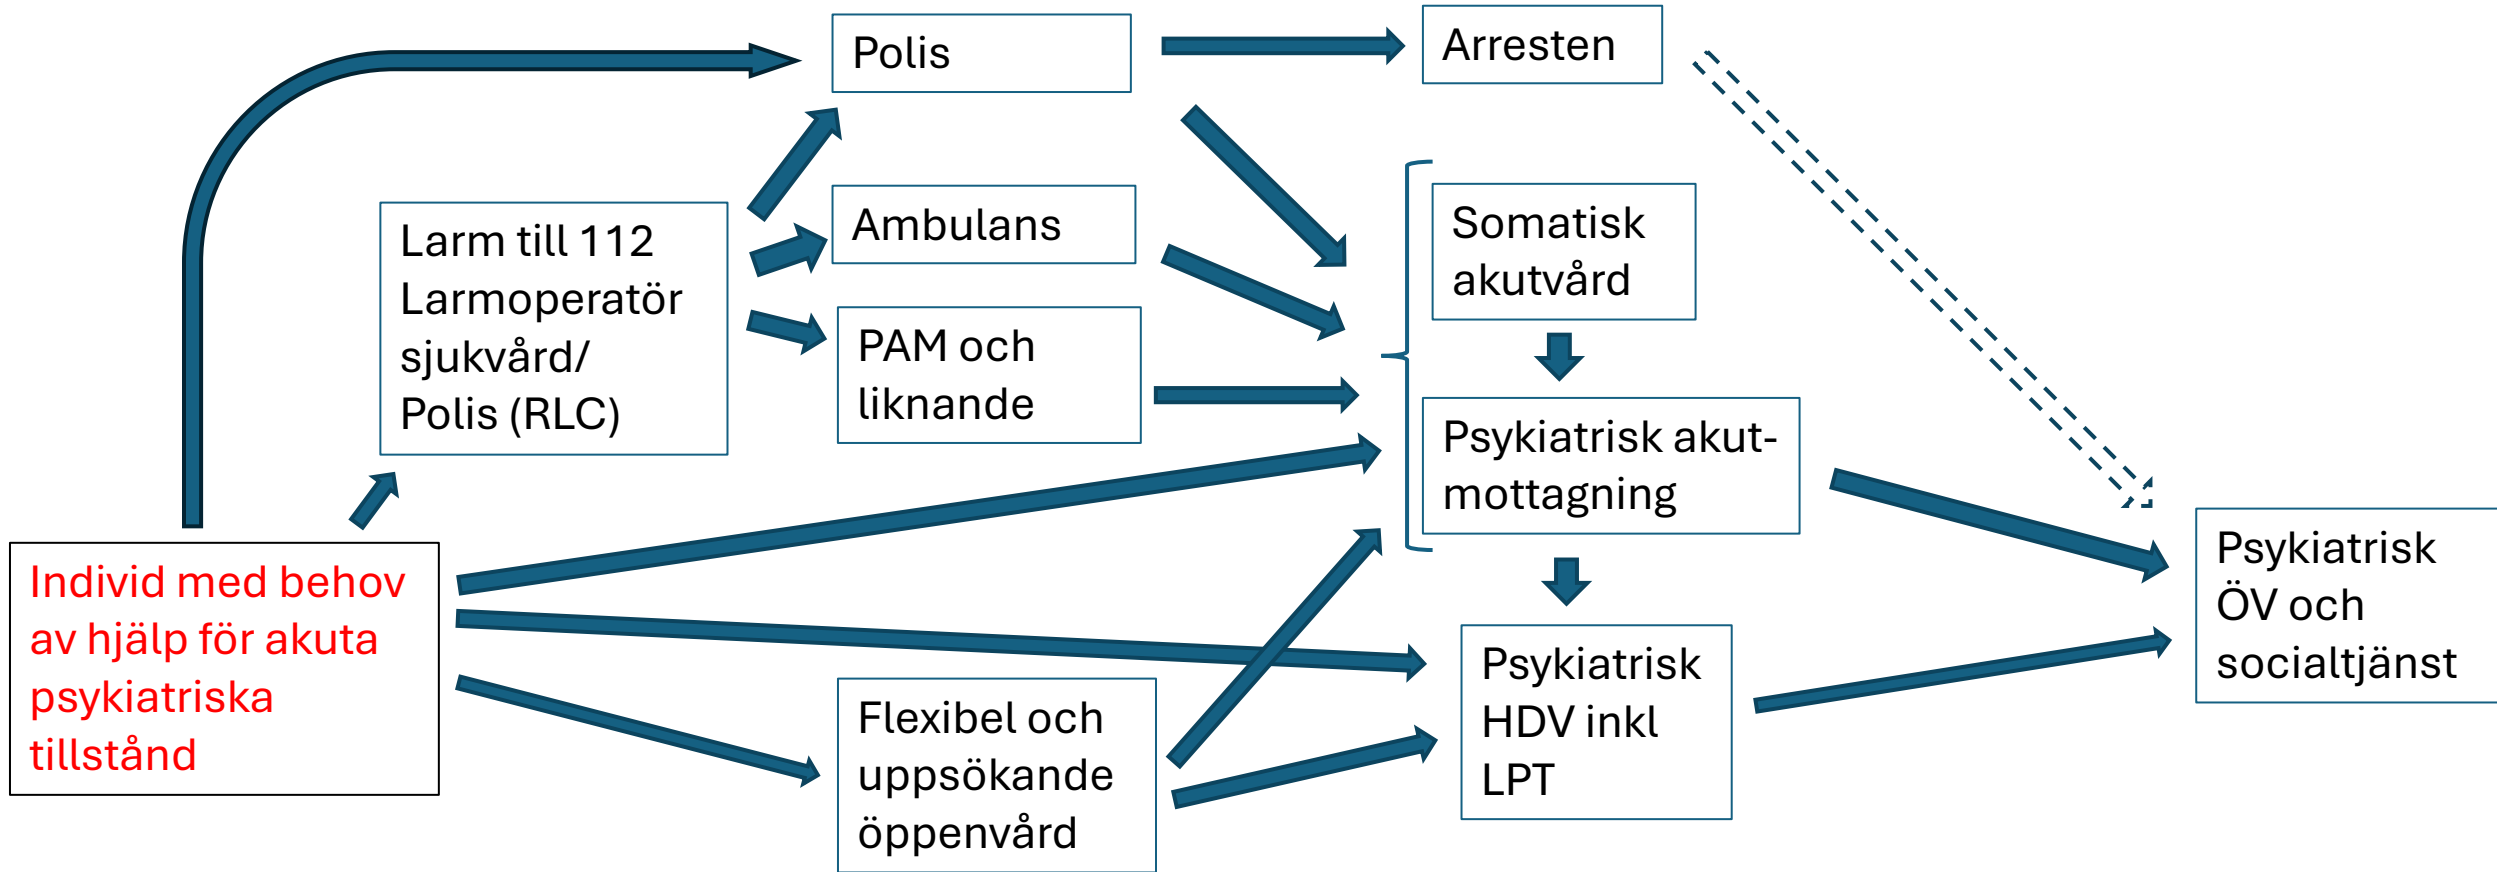 Polis
Arresten
Larm till 112
Larmoperatör
sjukvård/
Polis (RLC)
Ambulans
PAM och
liknande
Somatisk
akutvård
Psykiatrisk akut-
mottagning
Individ med behov
av hjälp för akuta
psykiatriska
tillstånd
Flexibel och
uppsökande
öppenvård
Psykiatrisk
HDV inkl
LPT
Psykiatrisk
ÖV och
socialtjänst